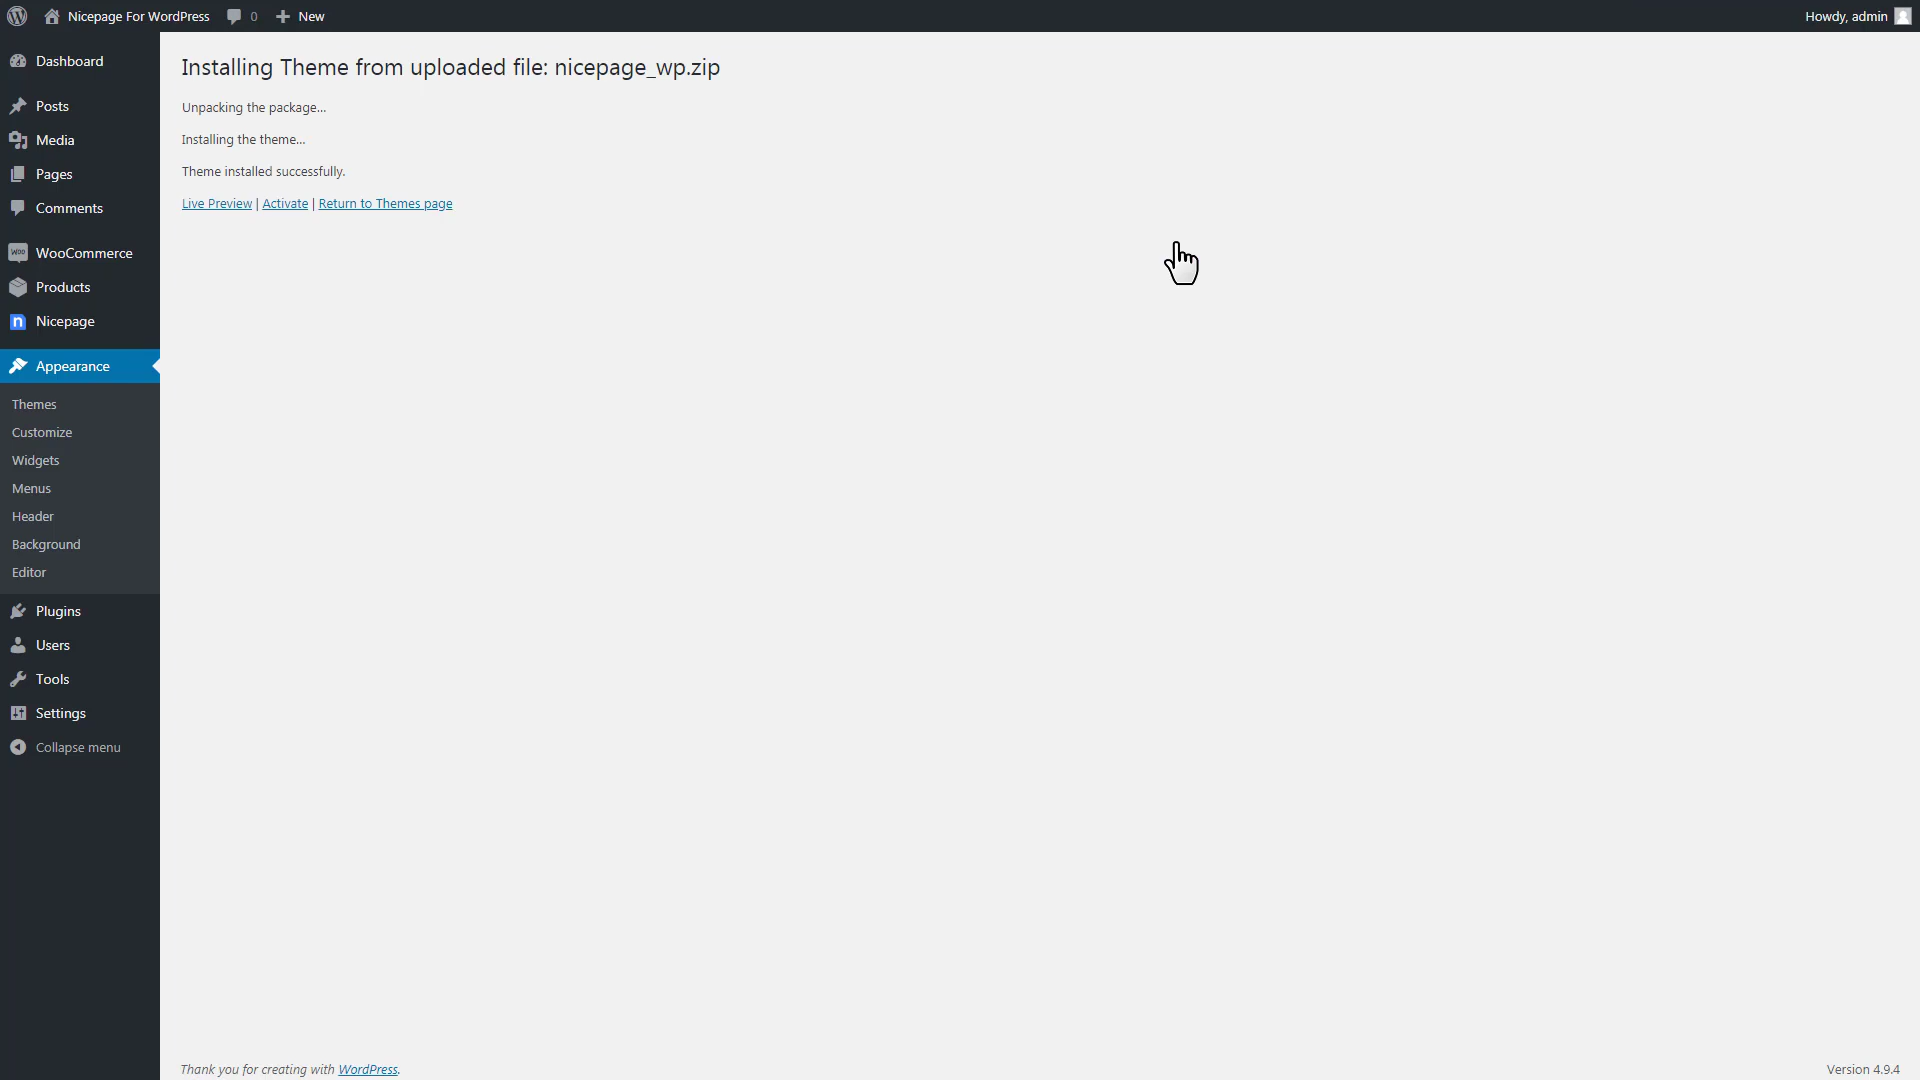 Nicepage For WordPress 0 New Howdy, admin
Dashboard
Posts
Media
Pages
Comments
WooCommerce
Products
Nicepage
Appearance
Themes
Customize
Widgets
Menus
Header
Background
Editor
Plugins
Users
Tools
Settings
Collapse menu
Installing Theme from uploaded file: nicepage_wp.zip
Unpacking the package...
Installing the theme...
Theme installed successfully.
Live Preview | Activate | Return to Themes page
Thank you for creating with WordPress. Version 4.9.4